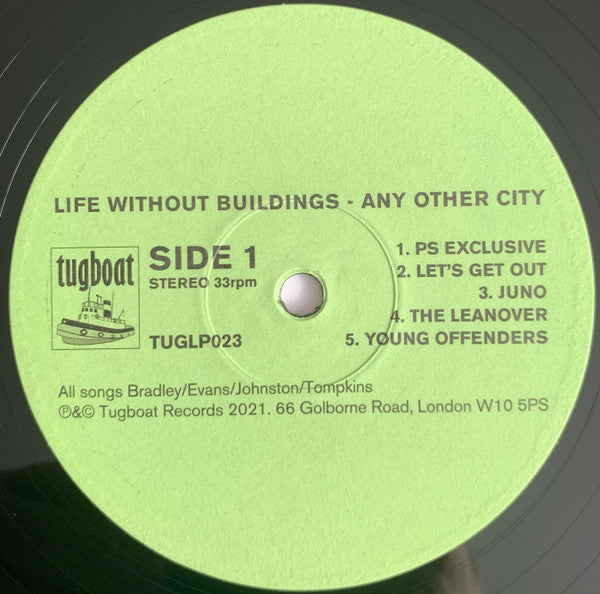 LIFE WITHOUT BUILDINGS - ANY OTHER CITY
tugboat
SIDE 1
STEREO 33rpm
TUGLP023
1. PS EXCLUSIVE
2. LET'S GET OUT
3. JUNO
4. THE LEANOVER
5. YOUNG OFFENDERS
All songs Bradley/Evans/Johnston/Tompkins
℗&© Tugboat Records 2021. 66 Golborne Road, London W10 5PS